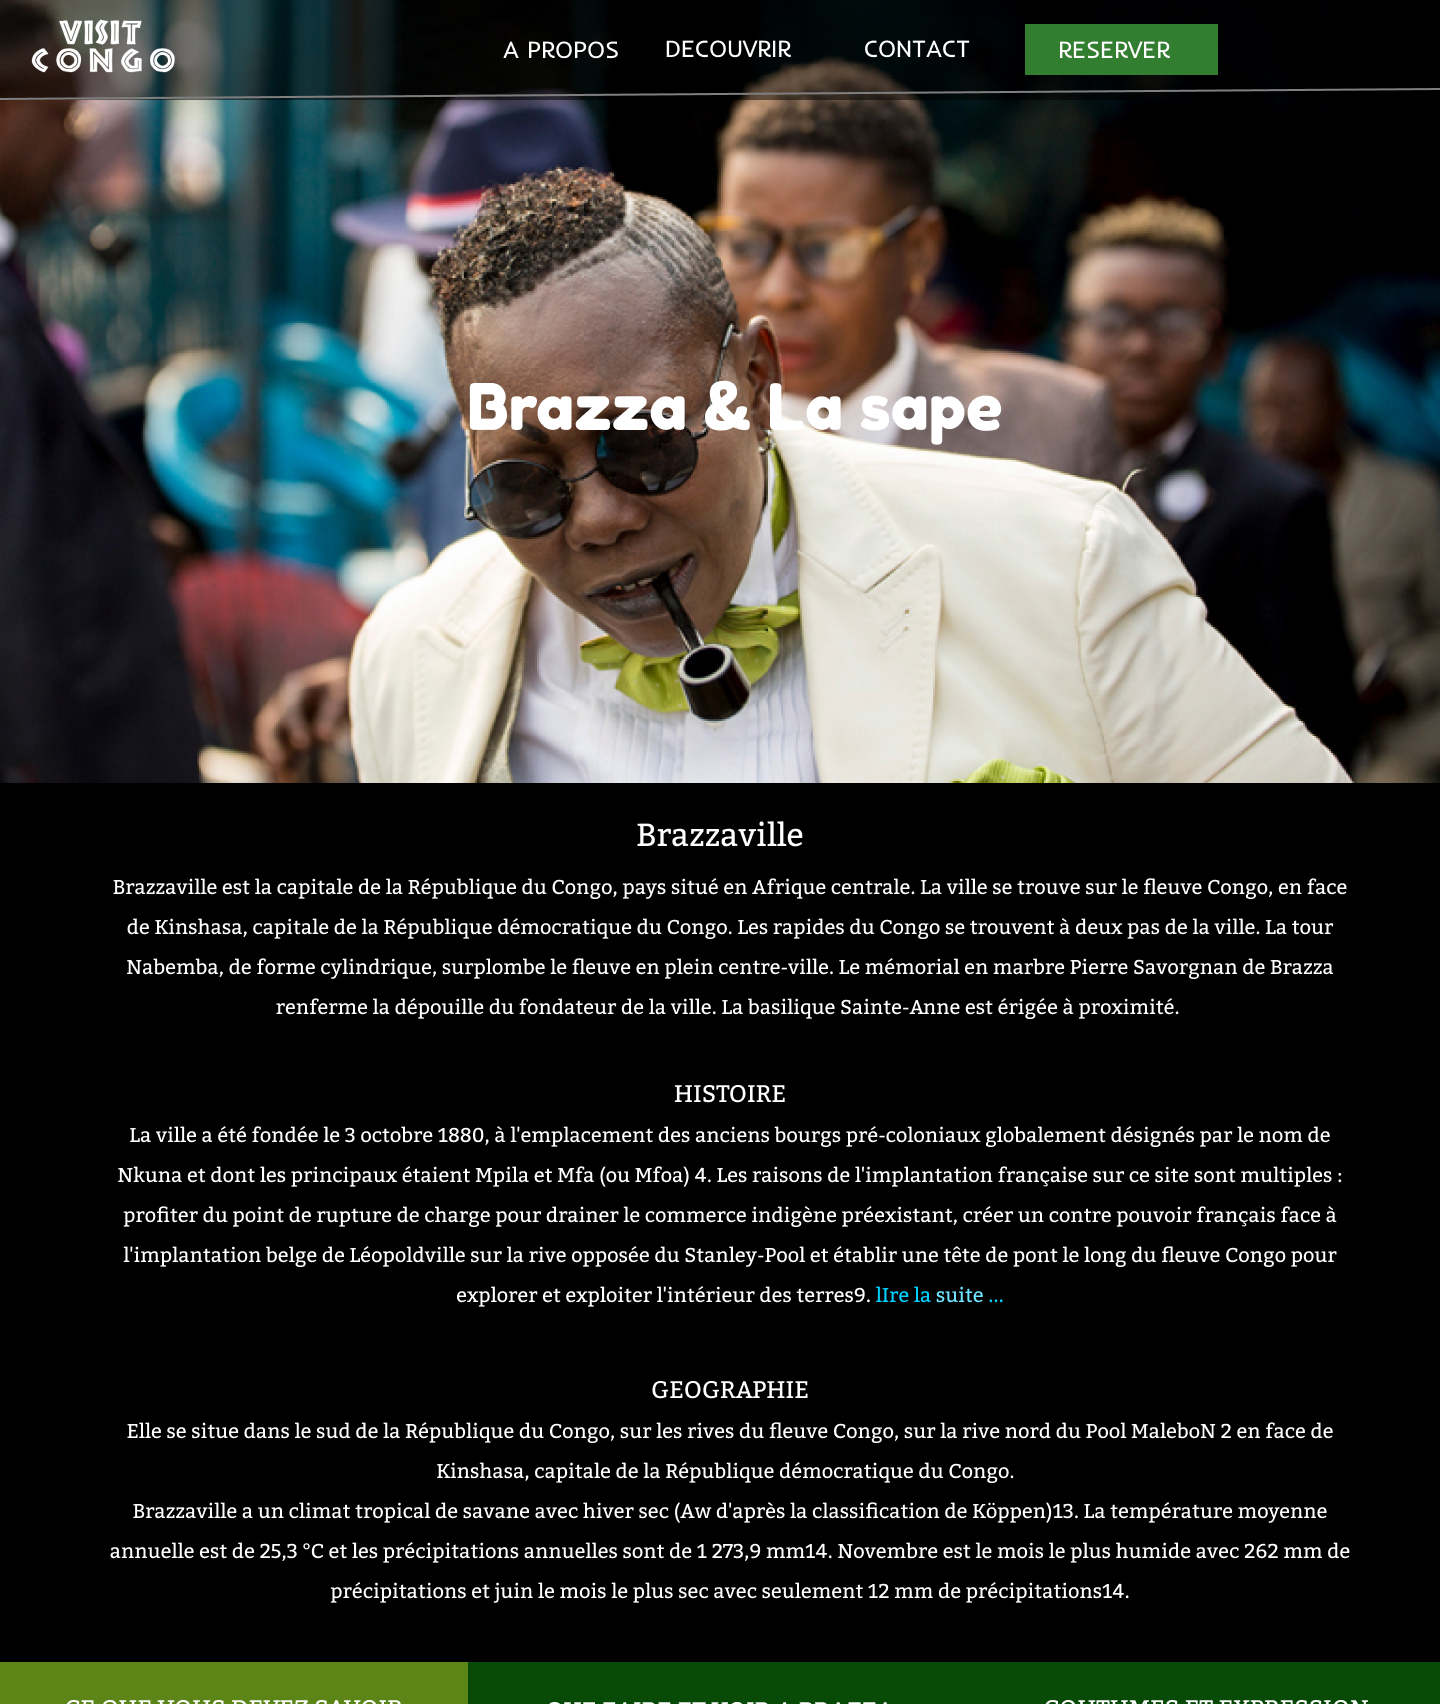 VISIT
CONGO
A PROPOS DECOUVRIR CONTACT RESERVER
Brazza & La sape
Brazzaville
Brazzaville est la capitale de la République du Congo, pays situé en Afrique centrale. La ville se trouve sur le fleuve Congo, en face
de Kinshasa, capitale de la République démocratique du Congo. Les rapides du Congo se trouvent à deux pas de la ville. La tour
Nabemba, de forme cylindrique, surplombe le fleuve en plein centre-ville. Le mémorial en marbre Pierre Savorgnan de Brazza
renferme la dépouille du fondateur de la ville. La basilique Sainte-Anne est érigée à proximité.
HISTOIRE
La ville a été fondée le 3 octobre 1880, à l'emplacement des anciens bourgs pré-coloniaux globalement désignés par le nom de
Nkuna et dont les principaux étaient Mpila et Mfa (ou Mfoa) 4. Les raisons de l'implantation française sur ce site sont multiples :
profiter du point de rupture de charge pour drainer le commerce indigène préexistant, créer un contre pouvoir français face à
l'implantation belge de Léopoldville sur la rive opposée du Stanley-Pool et établir une tête de pont le long du fleuve Congo pour
explorer et exploiter l'intérieur des terres9. lIre la suite ...
GEOGRAPHIE
Elle se situe dans le sud de la République du Congo, sur les rives du fleuve Congo, sur la rive nord du Pool MaleboN 2 en face de
Kinshasa, capitale de la République démocratique du Congo.
Brazzaville a un climat tropical de savane avec hiver sec (Aw d'après la classification de Köppen)13. La température moyenne
annuelle est de 25,3 °C et les précipitations annuelles sont de 1 273,9 mm14. Novembre est le mois le plus humide avec 262 mm de
précipitations et juin le mois le plus sec avec seulement 12 mm de précipitations14.
CE QUE VOUS DEVEZ SAVOIR
QUE FAIRE ET VOIR A BRAZZA
COUTUMES ET EXPRESSION